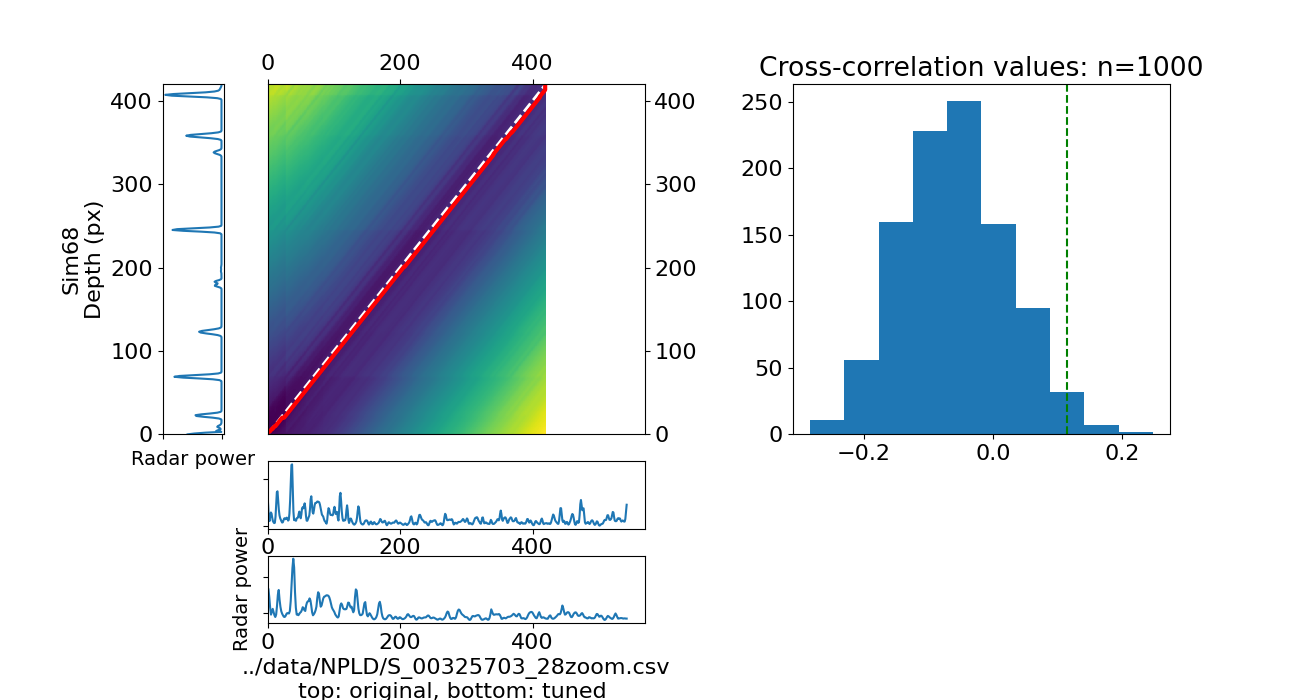 Cross-correlation values: n=1000
0 200 400
400
300
200
100
0
Sim68
Depth (px)
Radar power
400
300
200
100
0
250
200
150
100
50
0
−0.2 0.0 0.2
0 200 400
Radar power
0 200 400
../data/NPLD/S_00325703_28zoom.csv
top: original, bottom: tuned